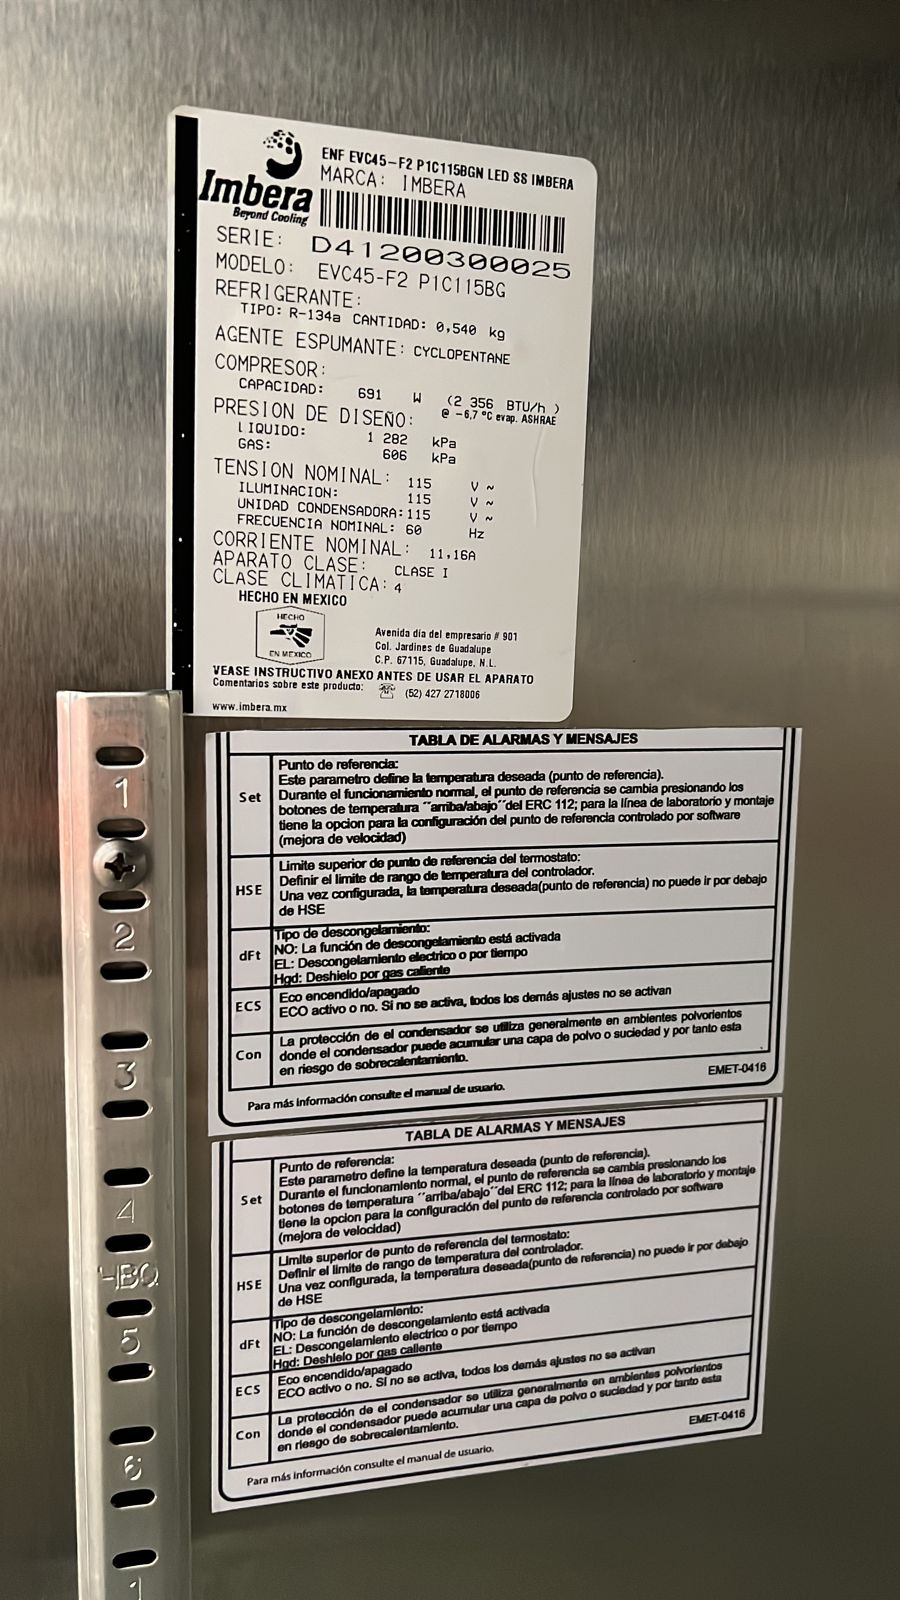 Imbera
Beyond Cooling
ENF EVC45-F2 P1C115BGN LED SS IMBERA
MARCA: IMBERA
SERIE: D41200300025
MODELO: EVC45-F2 P1C115BG
REFRIGERANTE:
TIPO: R-134a CANTIDAD: 0,540 kg
AGENTE ESPUMANTE: CYCLOPENTANE
COMPRESOR:
CAPACIDAD: 691 W (2 356 BTU/h )
@ -6,7 °C evap. ASHRAE
PRESION DE DISEÑO:
LIQUIDO: 1 282 kPa
GAS: 606 kPa
TENSION NOMINAL: 115 V ~
ILUMINACION: 115 V ~
UNIDAD CONDENSADORA: 115 V ~
FRECUENCIA NOMINAL: 60 Hz
CORRIENTE NOMINAL: 11,16A
APARATO CLASE: CLASE I
CLASE CLIMATICA: 4
HECHO EN MEXICO
HECHO
EN MEXICO
Avenida día del empresario # 901
Col. Jardines de Guadalupe
C.P. 67115, Guadalupe, N.L.
VEASE INSTRUCTIVO ANEXO ANTES DE USAR EL APARATO
Comentarios sobre este producto: (52) 427 2718006
www.imbera.mx
TABLA DE ALARMAS Y MENSAJES
Set
Punto de referencia:
Este parametro define la temperatura deseada (punto de referencia).
Durante el funcionamiento normal, el punto de referencia se cambia presionando los
botones de temperatura ´´arriba/abajo´´del ERC 112; para la línea de laboratorio y montaje
tiene la opcion para la configuración del punto de referencia controlado por software
(mejora de velocidad)
HSE
Limite superior de punto de referencia del termostato:
Definir el limite de rango de temperatura del controlador.
Una vez configurada, la temperatura deseada(punto de referencia) no puede ir por debajo
de HSE
dFt
Tipo de descongelamiento:
NO: La función de descongelamiento está activada
EL: Descongelamiento electrico o por tiempo
Hgd: Deshielo por gas caliente
ECS
Eco encendido/apagado
ECO activo o no. Si no se activa, todos los demás ajustes no se activan
Con
La protección de el condensador se utiliza generalmente en ambientes polvorientos
donde el condensador puede acumular una capa de polvo o suciedad y por tanto esta
en riesgo de sobrecalentamiento.
EMET-0416
Para más información consulte el manual de usuario.
TABLA DE ALARMAS Y MENSAJES
Set
Punto de referencia:
Este parametro define la temperatura deseada (punto de referencia).
Durante el funcionamiento normal, el punto de referencia se cambia presionando los
botones de temperatura ´´arriba/abajo´´del ERC 112; para la línea de laboratorio y montaje
tiene la opcion para la configuración del punto de referencia controlado por software
(mejora de velocidad)
HSE
Limite superior de punto de referencia del termostato:
Definir el limite de rango de temperatura del controlador.
Una vez configurada, la temperatura deseada(punto de referencia) no puede ir por debajo
de HSE
dFt
Tipo de descongelamiento:
NO: La función de descongelamiento está activada
EL: Descongelamiento electrico o por tiempo
Hgd: Deshielo por gas caliente
ECS
Eco encendido/apagado
ECO activo o no. Si no se activa, todos los demás ajustes no se activan
Con
La protección de el condensador se utiliza generalmente en ambientes polvorientos
donde el condensador puede acumular una capa de polvo o suciedad y por tanto esta
en riesgo de sobrecalentamiento.
EMET-0416
Para más información consulte el manual de usuario.
1
2
3
4
5
6
1